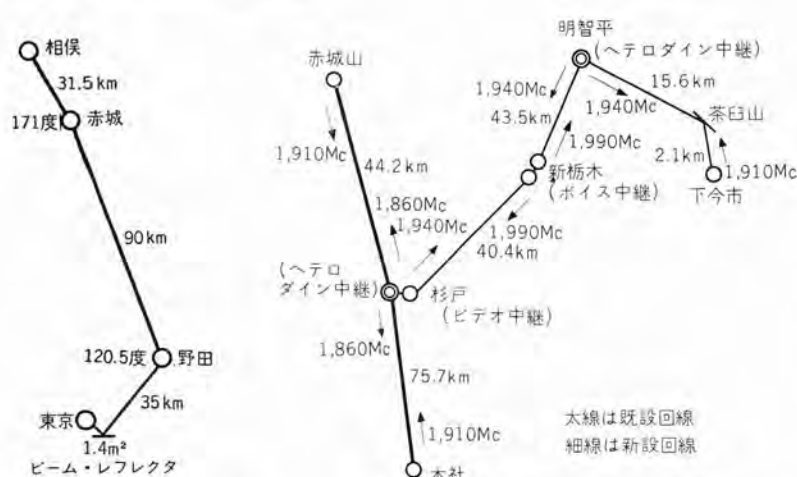 相俣
31.5km
171度
赤城
90km
120.5度
野田
35km
東京
1.4m²
ビーム・レフレクタ
赤城山
1,910Mc
44.2km
1,860Mc
1,940Mc
(ヘテロ
ダイン中継)
杉戸
(ビデオ中継)
1,860Mc
75.7km
1,910Mc
本社
明智平
(ヘテロダイン中継)
1,940Mc
15.6km
1,940Mc
43.5km
茶臼山
1,990Mc
2.1km
1,910Mc
新栃木
下今市
(ボイス中継)
1,990Mc
40.4km
太線は既設回線
細線は新設回線